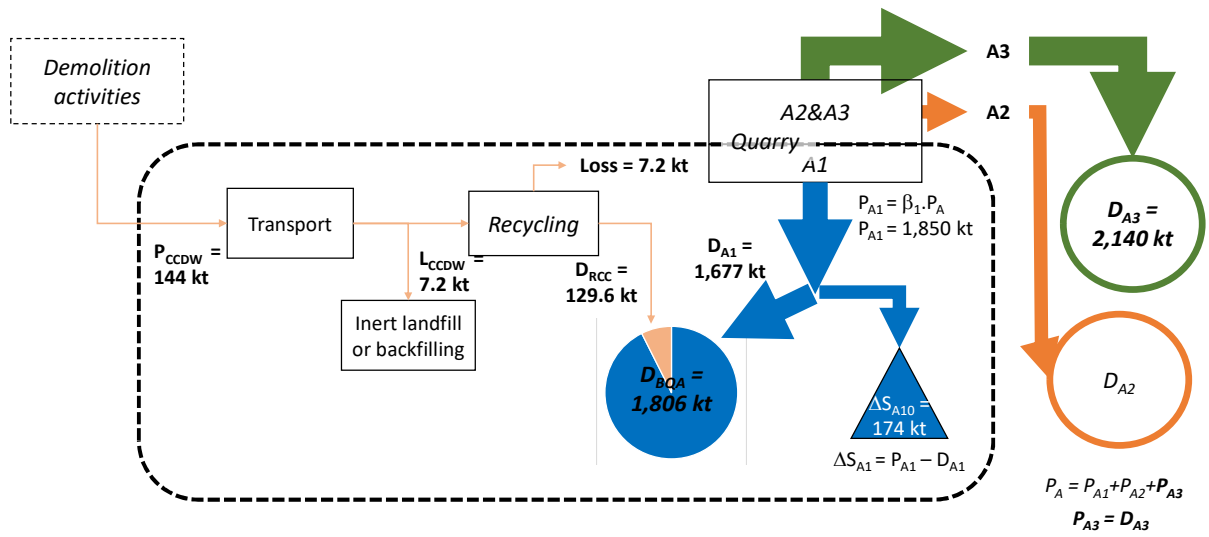 Demolition
activities
A3
A2&A3
A2
Quarry
A1
Loss = 7.2 kt
Transport
Recycling
P_A1 = β_1.P_A
P_A1 = 1,850 kt
D_A3 =
2,140 kt
P_CCDW =
144 kt
L_CCDW =
7.2 kt
D_RCC =
129.6 kt
D_A1 =
1,677 kt
Inert landfill
or backfilling
D_BQA =
1,806 kt
ΔS_A10 =
174 kt
D_A2
ΔS_A1 = P_A1 – D_A1
P_A = P_A1+P_A2+P_A3
P_A3 = D_A3